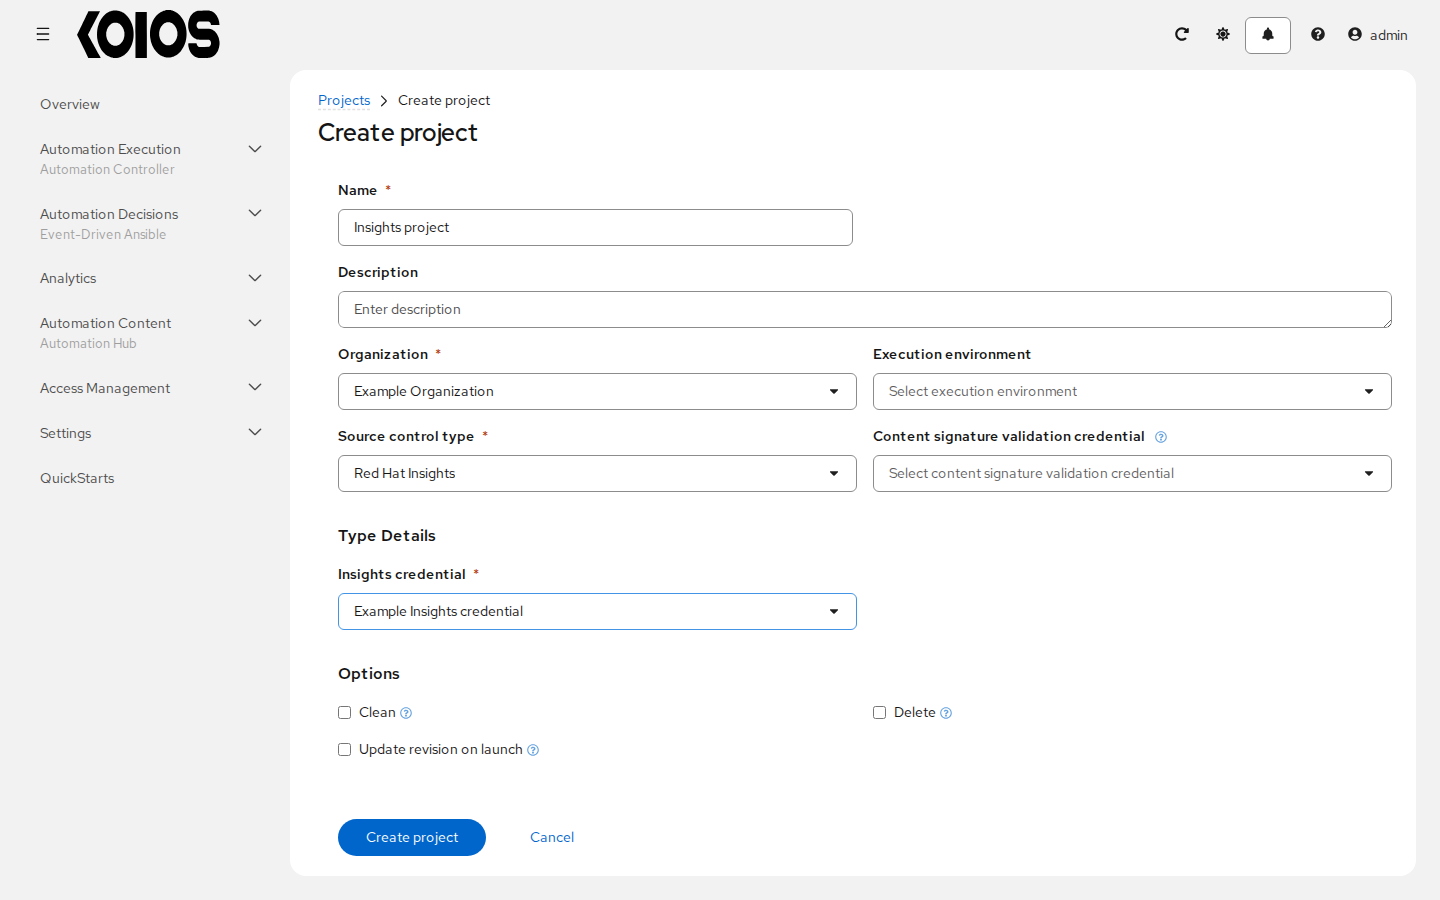 KOIOS
admin
Overview
Automation Execution
Automation Controller
Automation Decisions
Event-Driven Ansible
Analytics
Automation Content
Automation Hub
Access Management
Settings
QuickStarts
Projects > Create project
Create project
Name *
Insights project
Description
Enter description
Organization * Execution environment
Example Organization Select execution environment
Source control type * Content signature validation credential
Red Hat Insights Select content signature validation credential
Type Details
Insights credential *
Example Insights credential
Options
Clean Delete
Update revision on launch
Create project Cancel